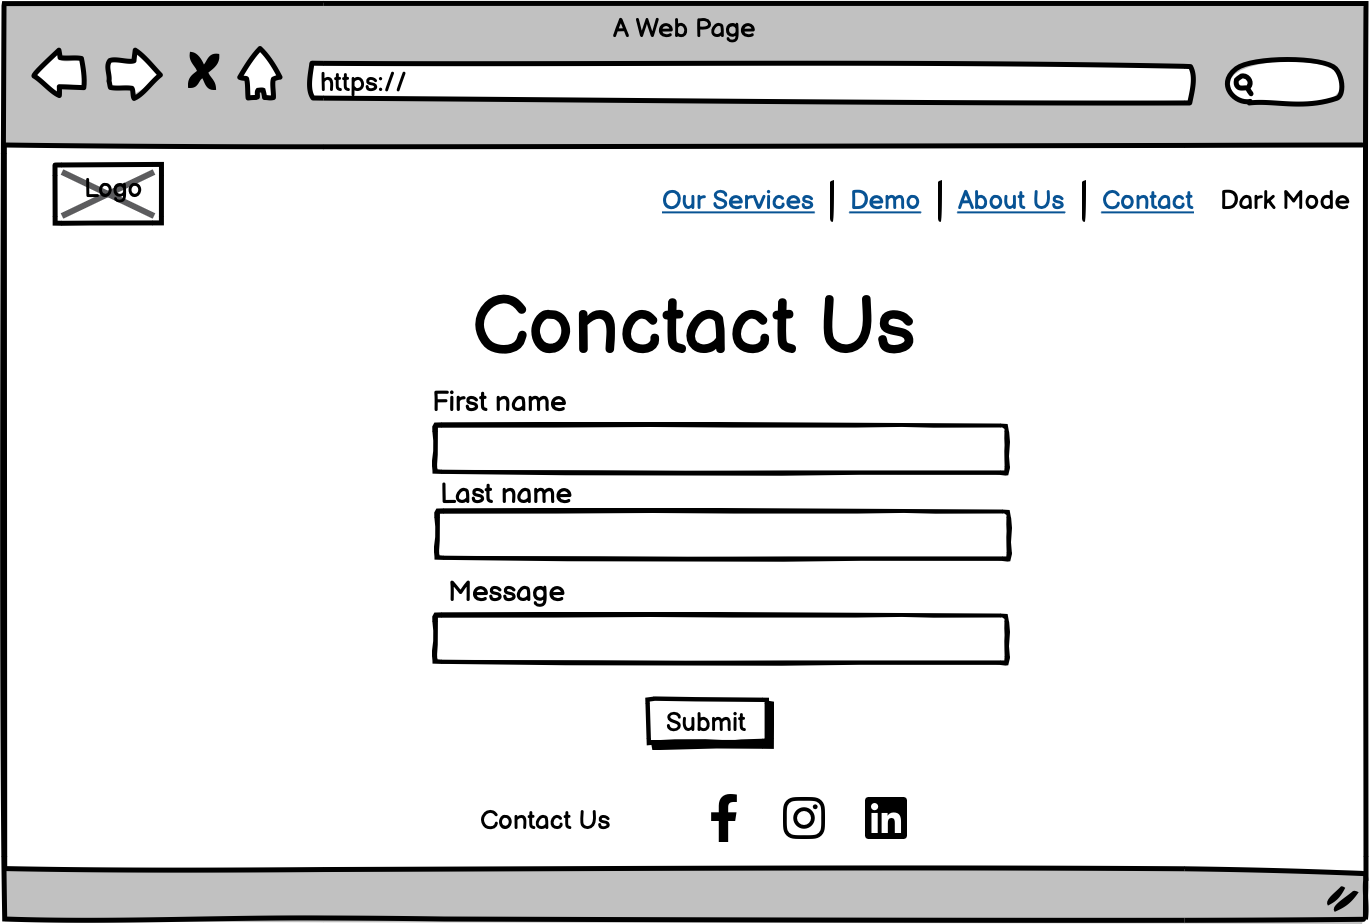 A Web Page
https://
Logo
Our Services Demo About Us Contact Dark Mode
Conctact Us
First name
Last name
Message
Submit
Contact Us